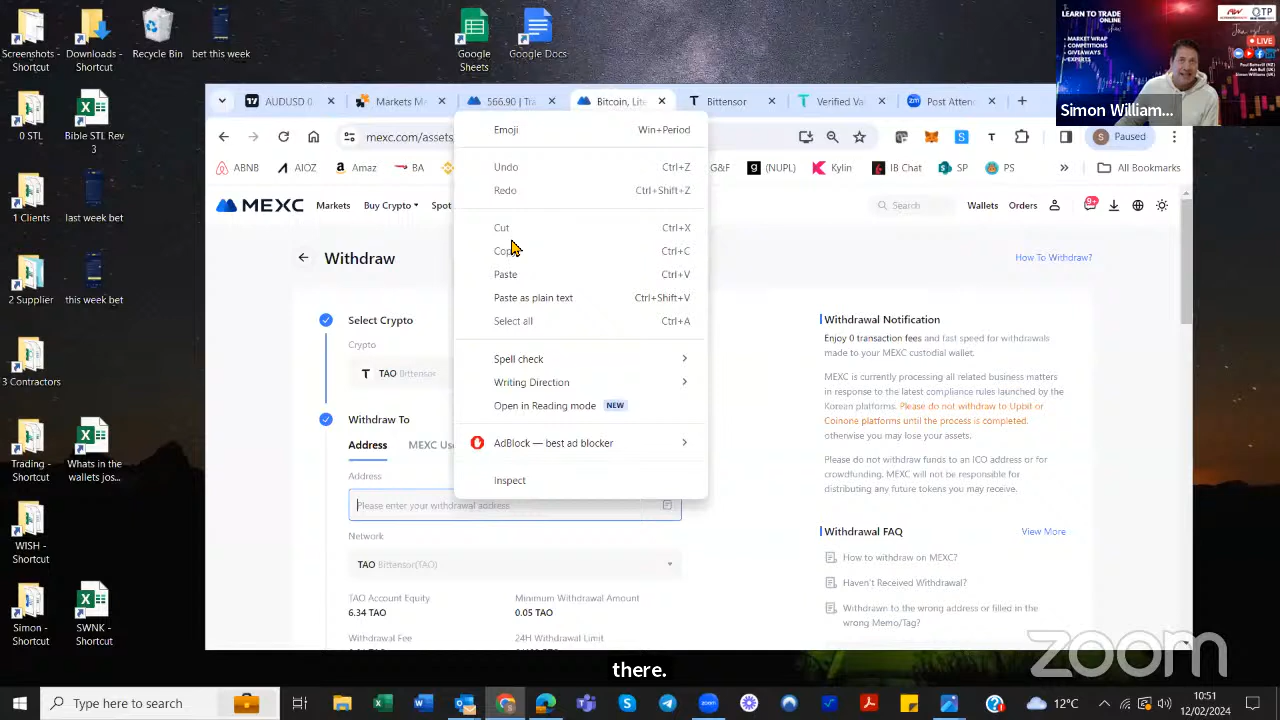 Screenshot -
Shortcut
Downloads -
Shortcut
Recycle Bin
bet this week
Google
Sheets
Google Docs
LEARN TO TRADE
ONLINE
show
• MARKET WRAP
• COMPETITIONS
• GIVEAWAYS
• EXPERTS
QTP
LIVE
Paul Bratwolf (NZ)
Ash Bull (UK)
Simon Williams (UK)
Simon William...
AUDUSD 0
Markets M
566.90 | Tra
Bitcoin, Lite
Bittensor
Verified Va
Post Atten
mexc.com/assets
S
Paused
ABNB
AIOZ
Amaz
BA
G&F
(NUPL)
Kylin
IB Chat
SP
PS
All Bookmarks
MEXC
Markets
Buy Crypto
Spot
Search
Wallets
Orders
9+
0 STL
Bible STL Rev
3
1 Clients
last week bet
2 Supplier
this week bet
3 Contractors
Trading -
Shortcut
Whats in the
wallets jos...
WISH -
Shortcut
Simon -
Shortcut
SWNK -
Shortcut
Emoji
Win+Period
Undo
Ctrl+Z
Redo
Ctrl+Shift+Z
Cut
Ctrl+X
Copy
Ctrl+C
Paste
Ctrl+V
Paste as plain text
Ctrl+Shift+V
Select all
Ctrl+A
Spell check
Writing Direction
Open in Reading mode
NEW
AdBlock — best ad blocker
Inspect
Withdraw
How To Withdraw?
Select Crypto
Crypto
TAO Bittensor
Withdraw To
Address
MEXC Use
Address
Please enter your withdrawal address
Network
TAO Bittensor(TAO)
TAO Account Equity
Minimum Withdrawal Amount
6.34 TAO
0.05 TAO
Withdrawal Fee
24H Withdrawal Limit
Withdrawal Notification
Enjoy 0 transaction fees and fast speed for withdrawals
made to your MEXC custodial wallet.
MEXC is currently processing all related business matters
in response to the latest compliance rules launched by the
Korean platforms. Please do not withdraw to Upbit or
Coinone platforms until the process is completed,
otherwise you may lose your assets.
Please do not withdraw funds to an ICO address or for
crowdfunding. MEXC will not be responsible for
distributing any future tokens you may receive.
Withdrawal FAQ
View More
How to withdraw on MEXC?
Haven't Received Withdrawal?
Withdrawn to the wrong address or filled in the
wrong Memo/Tag?
zoom
there.
Type here to search
12°C
10:51
12/02/2024